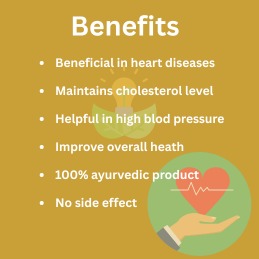 Benefits
• Beneficial in heart diseases
• Maintains cholesterol level
• Helpful in high blod pressure
• Improve overall heath
• 100% ayurvedic product
• No side effect